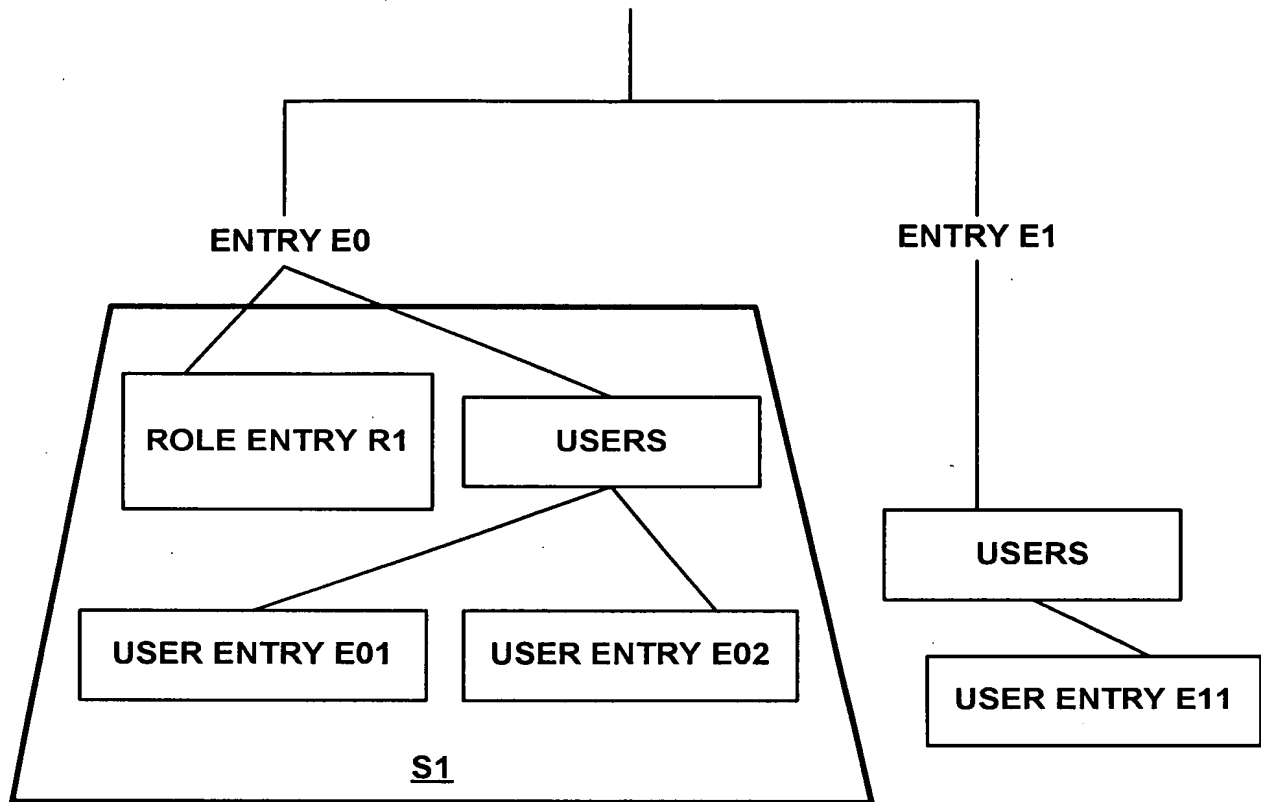 ENTRY E0
ENTRY E1
ROLE ENTRY R1
USERS
USERS
USER ENTRY E01
USER ENTRY E02
USER ENTRY E11
S1